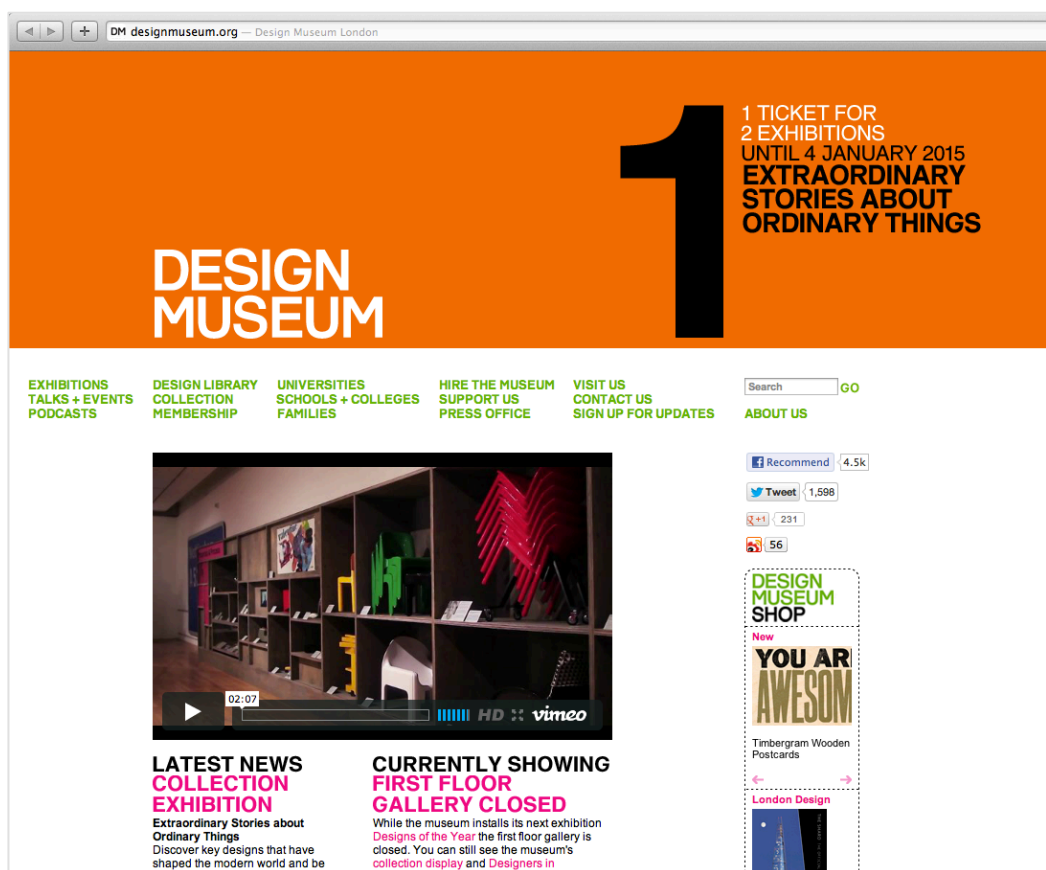 DM designmuseum.org — Design Museum London
1 TICKET FOR
2 EXHIBITIONS
UNTIL 4 JANUARY 2015
EXTRAORDINARY
STORIES ABOUT
ORDINARY THINGS
1
DESIGN
MUSEUM
EXHIBITIONS
TALKS + EVENTS
PODCASTS
DESIGN LIBRARY
COLLECTION
MEMBERSHIP
UNIVERSITIES
SCHOOLS + COLLEGES
FAMILIES
HIRE THE MUSEUM
SUPPORT US
PRESS OFFICE
VISIT US
CONTACT US
SIGN UP FOR UPDATES
Search GO
ABOUT US
Recommend 4.5k
Tweet 1,598
g +1 231
56
02:07
HD vimeo
LATEST NEWS
COLLECTION
EXHIBITION
Extraordinary Stories about
Ordinary Things
Discover key designs that have
shaped the modern world and be
CURRENTLY SHOWING
FIRST FLOOR
GALLERY CLOSED
While the museum installs its next exhibition
Designs of the Year the first floor gallery is
closed. You can still see the museum's
collection display and Designers in
DESIGN
MUSEUM
SHOP
New
YOU AR
AWESOM
Timbergram Wooden
Postcards
London Design